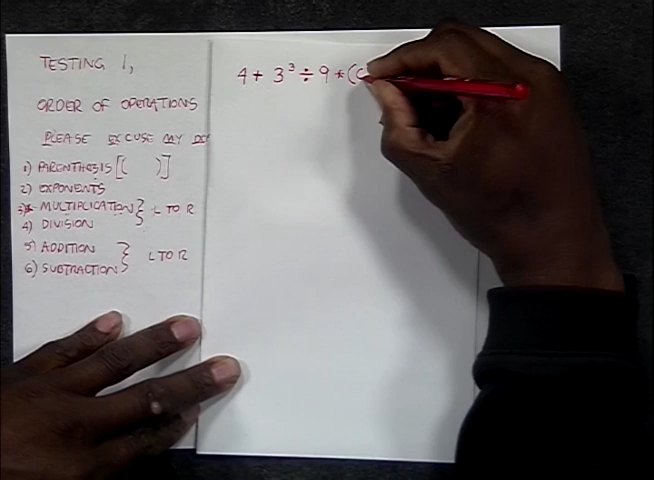 TESTING 1,
ORDER OF OPERATIONS
PLEASE EXCUSE MY
1) PARENTHESIS [( )]
2) EXPONENTS
3) MULTIPLICATION } L TO R
4) DIVISION
5) ADDITION } L TO R
6) SUBTRACTION
4 + 3³ ÷ 9 * (